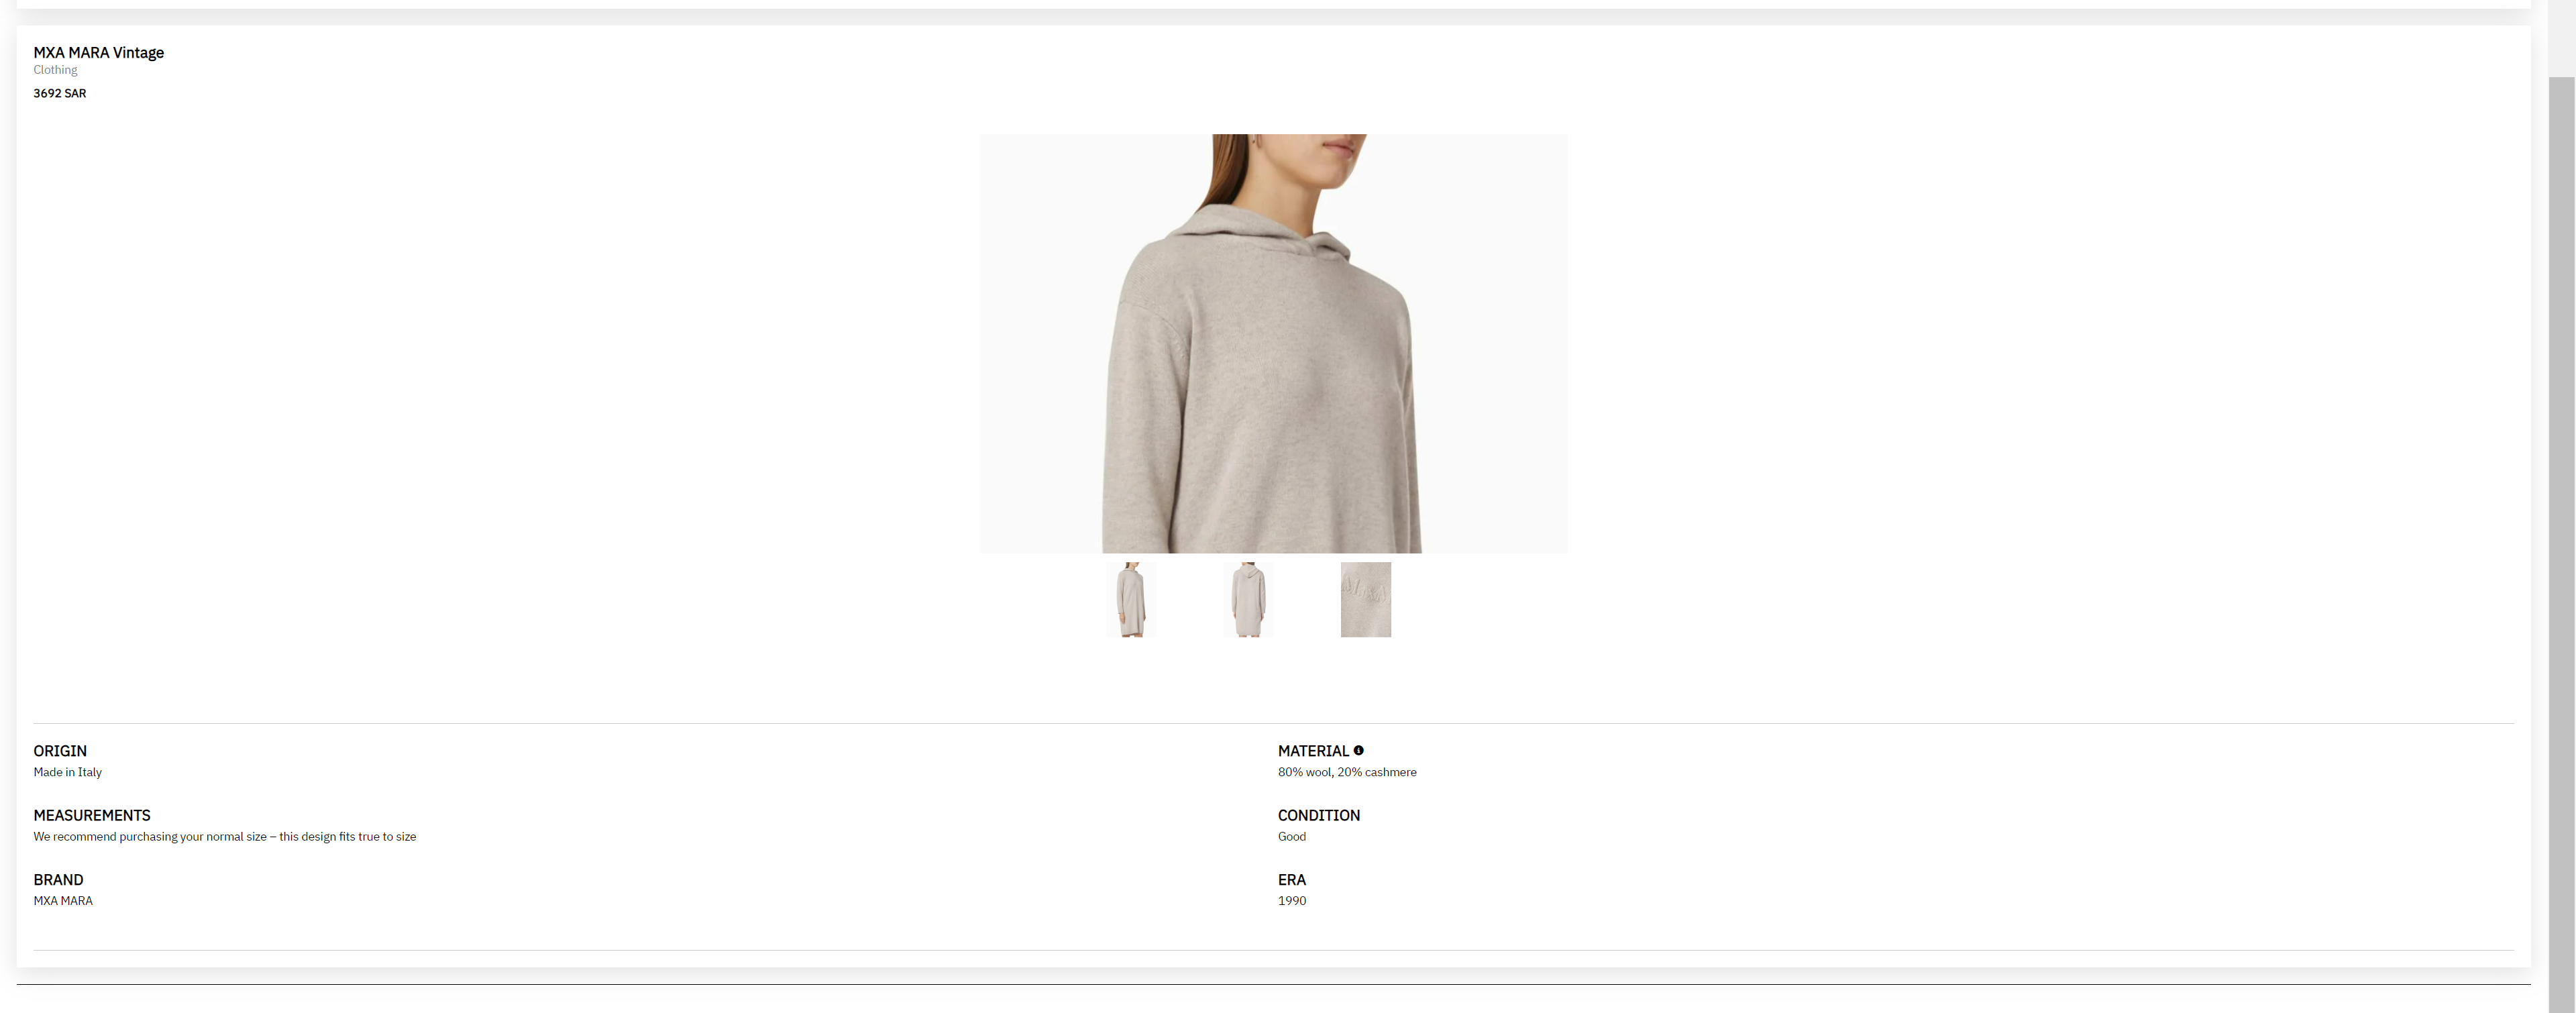 MXA MARA Vintage
Clothing
3692 SAR
ORIGIN
Made in Italy
MATERIAL
80% wool, 20% cashmere
MEASUREMENTS
We recommend purchasing your normal size – this design fits true to size
CONDITION
Good
BRAND
MXA MARA
ERA
1990